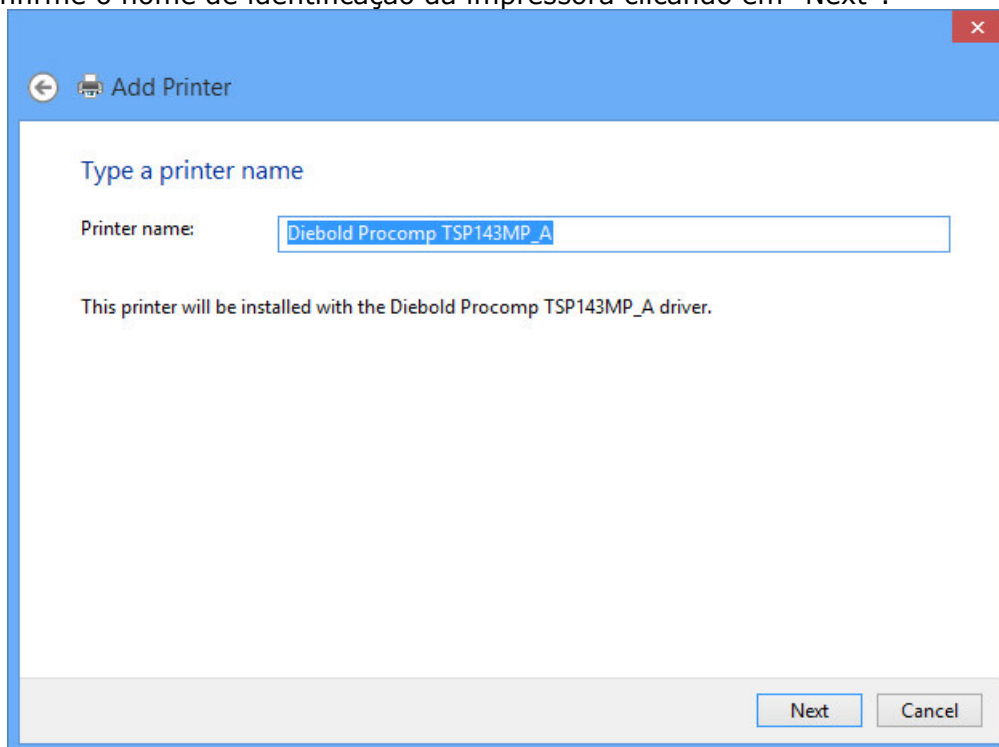 nfirme o nome de identificação da impressora clicando em "Next".
Add Printer
Type a printer name
Printer name: Diebold Procomp TSP143MP_A
This printer will be installed with the Diebold Procomp TSP143MP_A driver.
Next Cancel